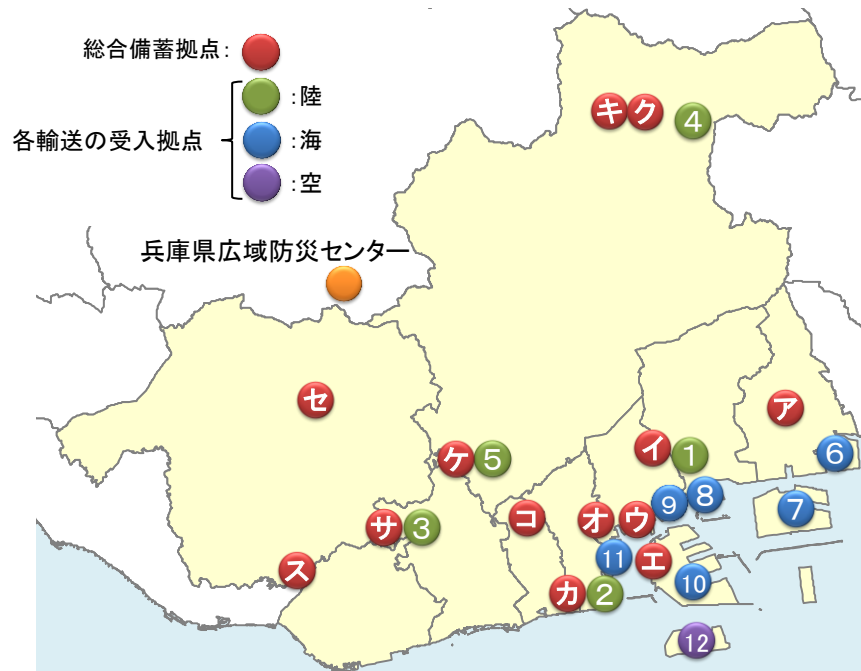 総合備蓄拠点：
各輸送の受入拠点
：陸
：海
：空
兵庫県広域防災センター
キ
ク
4
セ
ア
イ
1
6
ケ
5
9
8
7
サ
3
コ
オ
ウ
ス
11
エ
10
カ
2
12